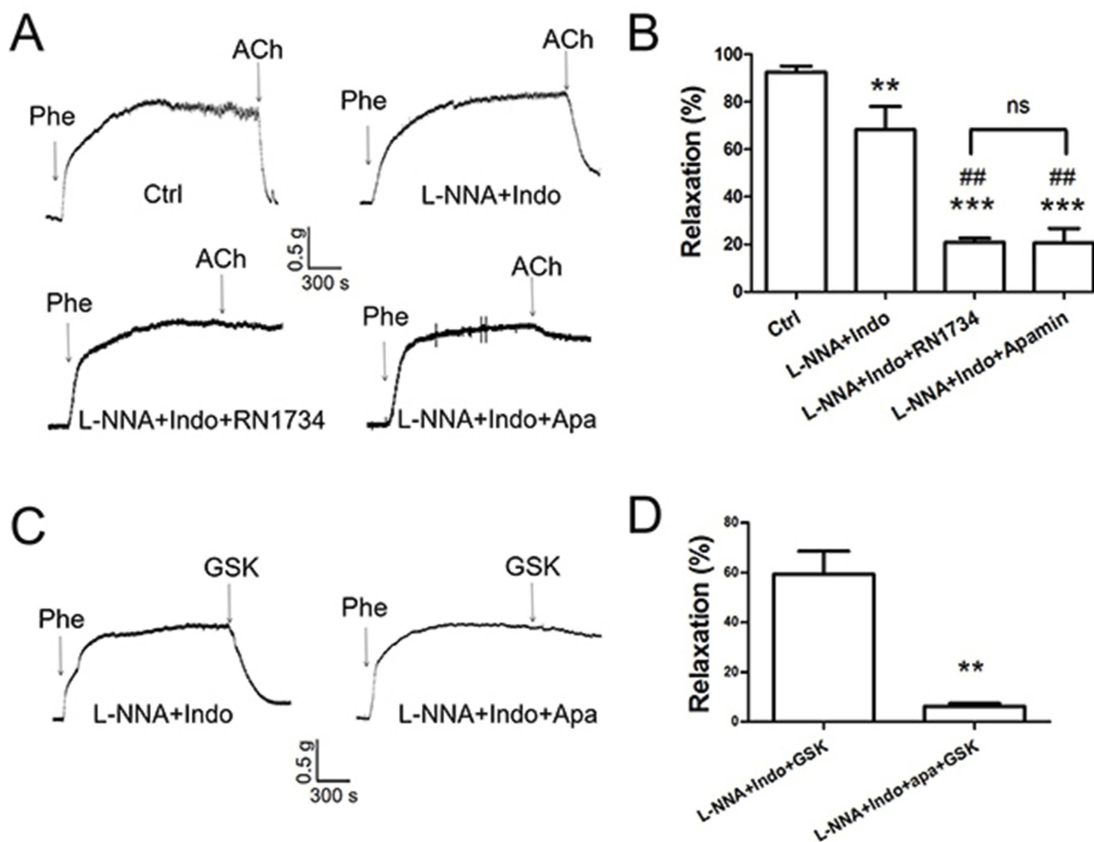 A
Phe
ACh
Ctrl
Phe
ACh
L-NNA+Indo
0.5 g
300 s
Phe
ACh
L-NNA+Indo+RN1734
Phe
ACh
L-NNA+Indo+Apa
B
Relaxation (%)
100
80
60
40
20
0
**
ns
##
***
##
***
Ctrl
L-NNA+Indo
L-NNA+Indo+RN1734
L-NNA+Indo+Apamin
C
Phe
GSK
L-NNA+Indo
Phe
GSK
L-NNA+Indo+Apa
0.5 g
300 s
D
Relaxation (%)
80
60
40
20
0
**
L-NNA+Indo+GSK
L-NNA+Indo+apa+GSK